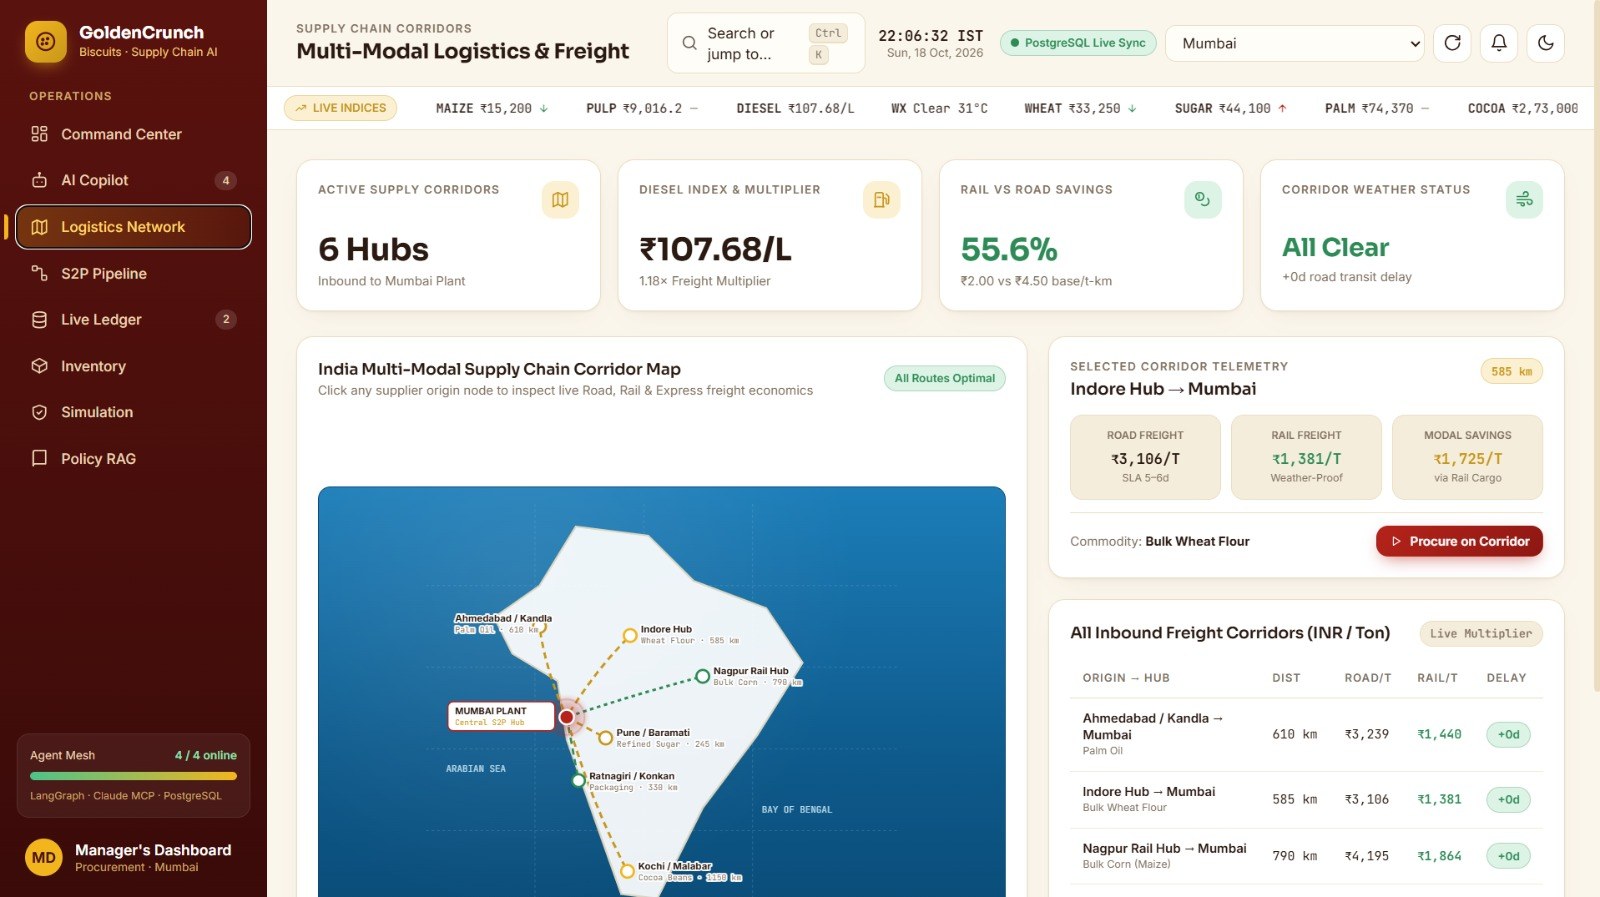 GoldenCrunch
Biscuits · Supply Chain AI
OPERATIONS
Command Center
AI Copilot 4
Logistics Network
S2P Pipeline
Live Ledger 2
Inventory
Simulation
Policy RAG
Agent Mesh 4 / 4 online
LangGraph · Claude MCP · PostgreSQL
MD
Manager's Dashboard
Procurement · Mumbai
SUPPLY CHAIN CORRIDORS
Multi-Modal Logistics & Freight
Search or jump to...
Ctrl K
22:06:32 IST
Sun, 18 Oct, 2026
PostgreSQL Live Sync
Mumbai
LIVE INDICES MAIZE ₹15,200 ↓ PULP ₹9,016.2 — DIESEL ₹107.68/L WX Clear 31°C WHEAT ₹33,250 ↓ SUGAR ₹44,100 ↑ PALM ₹74,370 — COCOA ₹2,73,000
ACTIVE SUPPLY CORRIDORS
6 Hubs
Inbound to Mumbai Plant
DIESEL INDEX & MULTIPLIER
₹107.68/L
1.18× Freight Multiplier
RAIL VS ROAD SAVINGS
55.6%
₹2.00 vs ₹4.50 base/t-km
CORRIDOR WEATHER STATUS
All Clear
+0d road transit delay
India Multi-Modal Supply Chain Corridor Map
Click any supplier origin node to inspect live Road, Rail & Express freight economics
All Routes Optimal
Ahmedabad / Kandla
Palm Oil · 610 km
Indore Hub
Wheat Flour · 585 km
Nagpur Rail Hub
Bulk Corn · 790 km
MUMBAI PLANT
Central S2P Hub
Pune / Baramati
Refined Sugar · 245 km
ARABIAN SEA
Ratnagiri / Konkan
Packaging · 330 km
BAY OF BENGAL
Kochi / Malabar
Cocoa Beans · 1150 km
SELECTED CORRIDOR TELEMETRY
Indore Hub → Mumbai
585 km
ROAD FREIGHT
₹3,106/T
SLA 5–6d
RAIL FREIGHT
₹1,381/T
Weather-Proof
MODAL SAVINGS
₹1,725/T
via Rail Cargo
Commodity: Bulk Wheat Flour
Procure on Corridor
All Inbound Freight Corridors (INR / Ton)
Live Multiplier
ORIGIN → HUB DIST ROAD/T RAIL/T DELAY
Ahmedabad / Kandla →
Mumbai 610 km ₹3,239 ₹1,440 +0d
Palm Oil
Indore Hub → Mumbai 585 km ₹3,106 ₹1,381 +0d
Bulk Wheat Flour
Nagpur Rail Hub → Mumbai 790 km ₹4,195 ₹1,864 +0d
Bulk Corn (Maize)